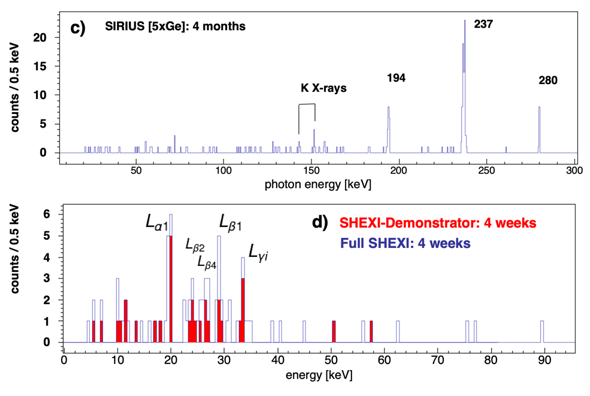 c) SIRIUS [5xGe]: 4 months
counts / 0.5 keV
20
15
10
5
0
194
237
280
K X-rays
50
100
150
200
250
300
photon energy [keV]
d) SHEXI-Demonstrator: 4 weeks
Full SHEXI: 4 weeks
counts / 0.5 keV
6
5
4
3
2
1
0
Lα1
Lβ2
Lβ4
Lβ1
Lγi
0
10
20
30
40
50
60
70
80
90
energy [keV]